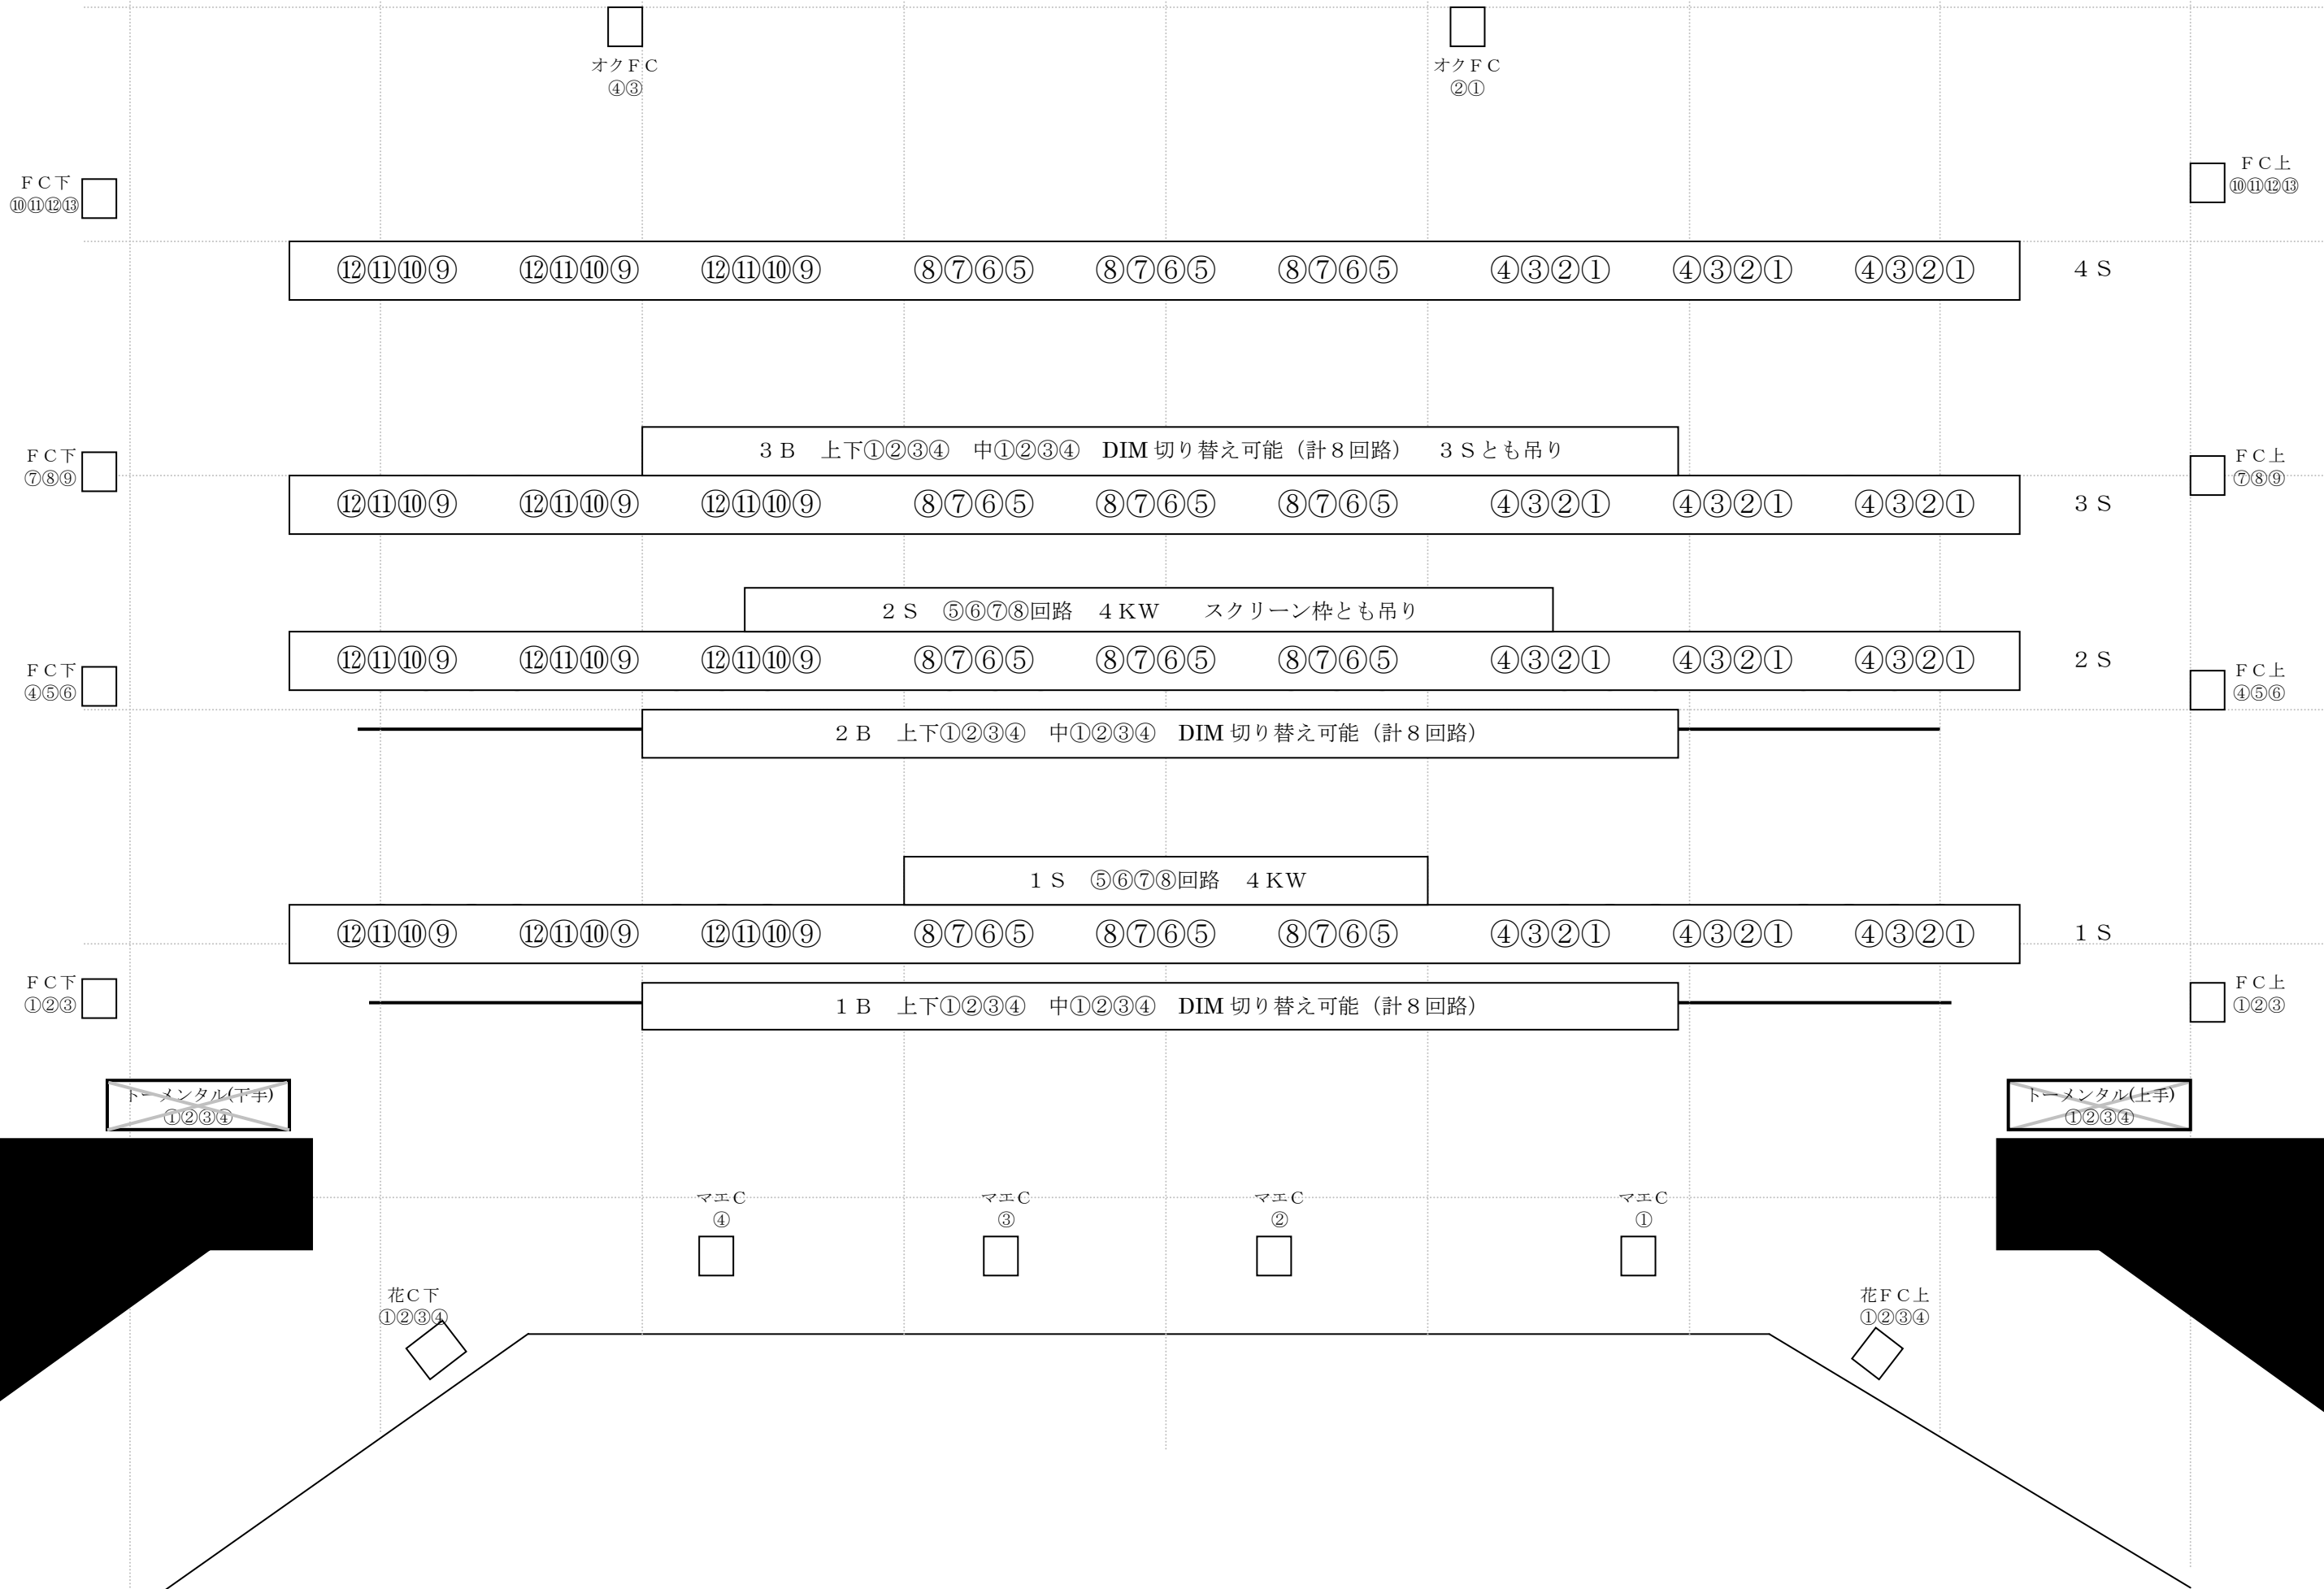 オクＦＣ
④③
オクＦＣ
②①
ＦＣ下
⑩⑪⑫⑬
ＦＣ上
⑩⑪⑫⑬
⑫⑪⑩⑨　⑫⑪⑩⑨　⑫⑪⑩⑨　⑧⑦⑥⑤　⑧⑦⑥⑤　⑧⑦⑥⑤　④③②①　④③②①　④③②①　４Ｓ
３Ｂ　上下①②③④　中①②③④　DIM 切り替え可能（計８回路）　３Ｓとも吊り
ＦＣ下
⑦⑧⑨
ＦＣ上
⑦⑧⑨
⑫⑪⑩⑨　⑫⑪⑩⑨　⑫⑪⑩⑨　⑧⑦⑥⑤　⑧⑦⑥⑤　⑧⑦⑥⑤　④③②①　④③②①　④③②①　３Ｓ
２Ｓ　⑤⑥⑦⑧回路　４KW　　スクリーン枠とも吊り
⑫⑪⑩⑨　⑫⑪⑩⑨　⑫⑪⑩⑨　⑧⑦⑥⑤　⑧⑦⑥⑤　⑧⑦⑥⑤　④③②①　④③②①　④③②①　２Ｓ
ＦＣ下
④⑤⑥
ＦＣ上
④⑤⑥
２Ｂ　上下①②③④　中①②③④　DIM 切り替え可能（計８回路）
１Ｓ　⑤⑥⑦⑧回路　４KW
⑫⑪⑩⑨　⑫⑪⑩⑨　⑫⑪⑩⑨　⑧⑦⑥⑤　⑧⑦⑥⑤　⑧⑦⑥⑤　④③②①　④③②①　④③②①　１Ｓ
ＦＣ下
①②③
ＦＣ上
①②③
１Ｂ　上下①②③④　中①②③④　DIM 切り替え可能（計８回路）
トーメンタル(下手)
①②③④
トーメンタル(上手)
①②③④
マエＣ
④
マエＣ
③
マエＣ
②
マエＣ
①
花Ｃ下
①②③④
花ＦＣ上
①②③④